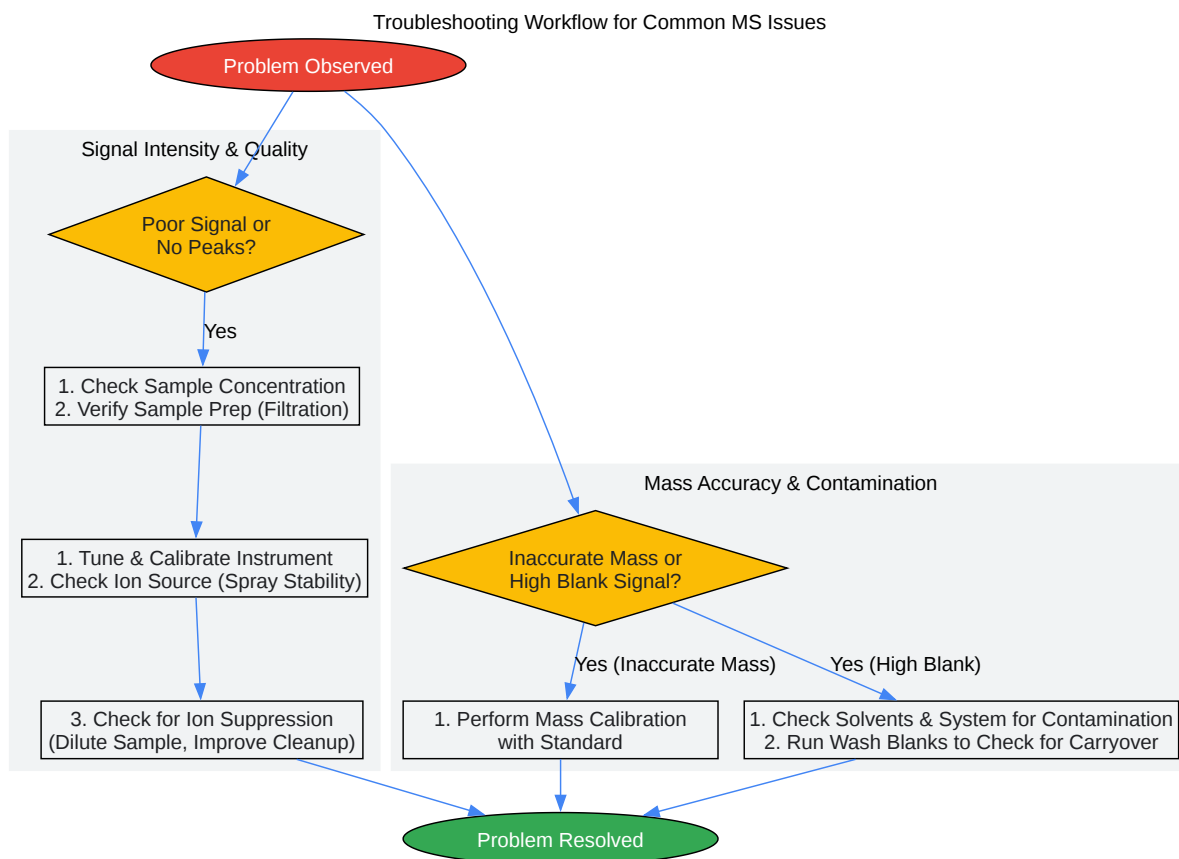 Troubleshooting Workflow for Common MS Issues
Problem Observed
Signal Intensity & Quality
Poor Signal or
No Peaks?
Yes
1. Check Sample Concentration
2. Verify Sample Prep (Filtration)
1. Tune & Calibrate Instrument
2. Check Ion Source (Spray Stability)
3. Check for Ion Suppression
(Dilute Sample, Improve Cleanup)
Mass Accuracy & Contamination
Inaccurate Mass or
High Blank Signal?
Yes (Inaccurate Mass)
Yes (High Blank)
1. Perform Mass Calibration
with Standard
1. Check Solvents & System for Contamination
2. Run Wash Blanks to Check for Carryover
Problem Resolved